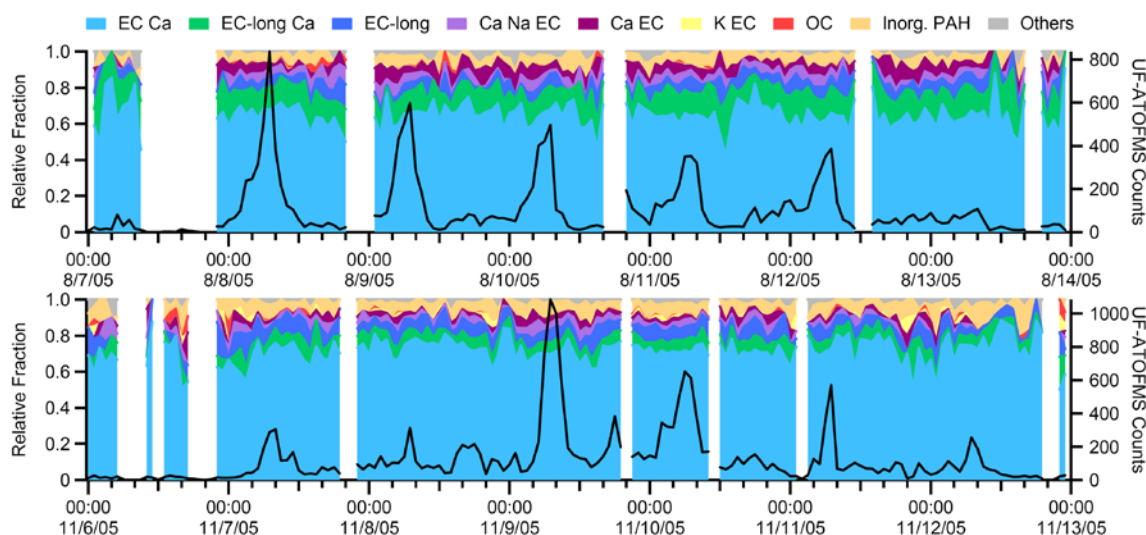 EC Ca EC-long Ca EC-long Ca Na EC Ca EC K EC OC Inorg. PAH Others
1.0
0.8
0.6
0.4
0.2
0
Relative Fraction
800
600
400
200
0
UF-ATOFMS Counts
00:00 00:00 00:00 00:00 00:00 00:00 00:00 00:00
8/7/05 8/8/05 8/9/05 8/10/05 8/11/05 8/12/05 8/13/05 8/14/05
1.0
0.8
0.6
0.4
0.2
0
Relative Fraction
1000
800
600
400
200
0
UF-ATOFMS Counts
00:00 00:00 00:00 00:00 00:00 00:00 00:00 00:00
11/6/05 11/7/05 11/8/05 11/9/05 11/10/05 11/11/05 11/12/05 11/13/05